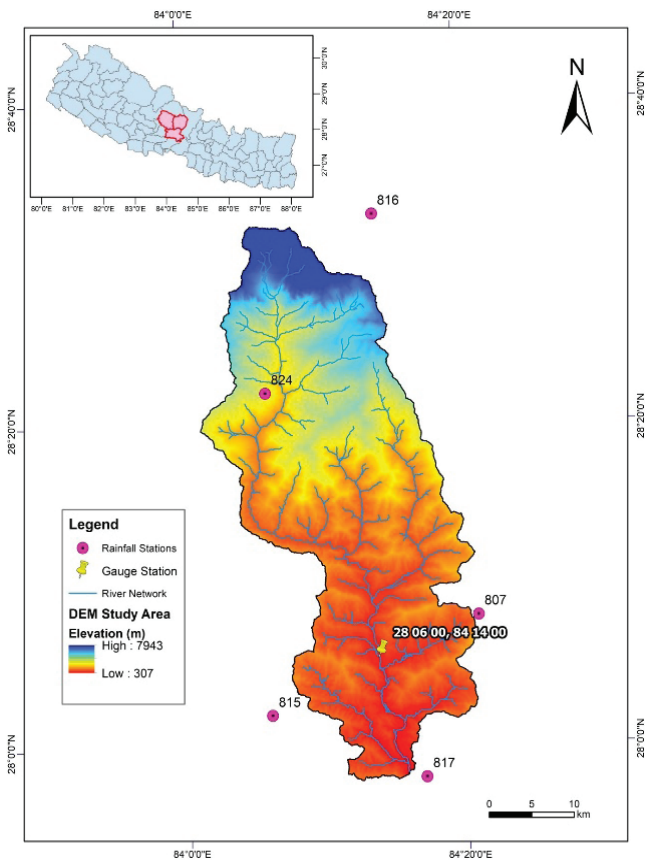 84°0'0"E
84°20'0"E
30°0'N
29°0'N
28°0'N
27°0'N
80°0'E
81°0'E
82°0'E
83°0'E
84°0'E
85°0'E
86°0'E
87°0'E
88°0'E
N
28°40'0"N
28°40'0"N
816
824
28°20'0"N
28°20'0"N
Legend
Rainfall Stations
Gauge Station
River Network
DEM Study Area
Elevation (m)
High : 7943
Low : 307
807
28 06 00, 84 14 00
815
28°0'0"N
28°0'0"N
817
0 5 10
km
84°0'0"E
84°20'0"E